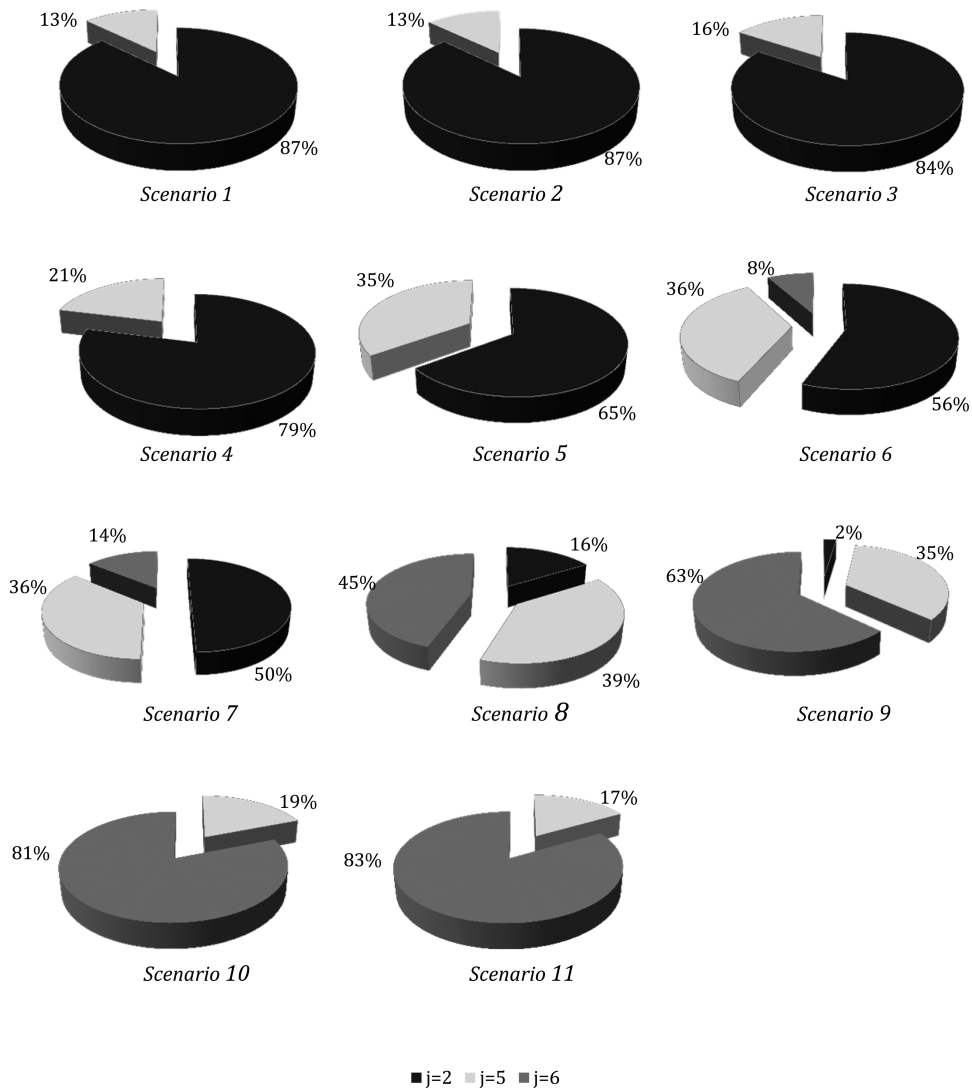 13% 13% 16%
87% 87% 84%
Scenario 1 Scenario 2 Scenario 3
21% 35% 36% 8%
79% 65% 56%
Scenario 4 Scenario 5 Scenario 6
14% 36% 16% 45% 2% 35% 63%
50% 39%
Scenario 7 Scenario 8 Scenario 9
19% 17%
81% 83%
Scenario 10 Scenario 11
j=2 j=5 j=6